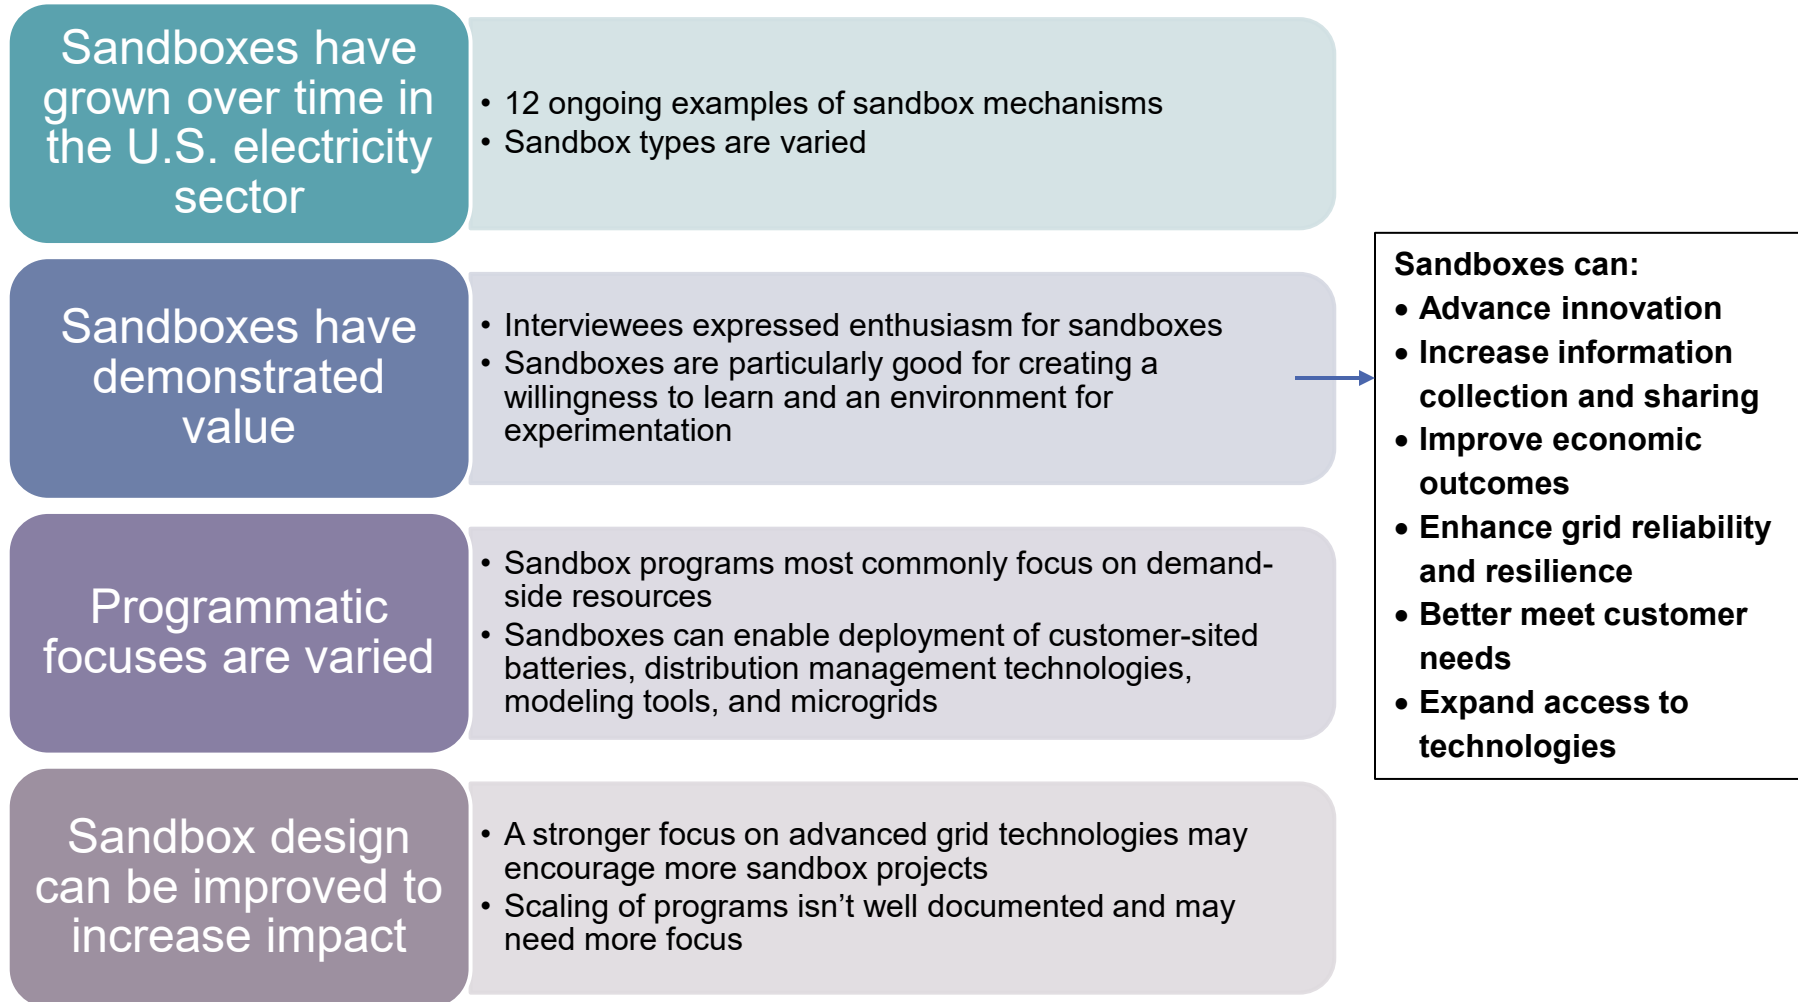 Sandboxes have
grown over time in
the U.S. electricity
sector
• 12 ongoing examples of sandbox mechanisms
• Sandbox types are varied
Sandboxes have
demonstrated
value
• Interviewees expressed enthusiasm for sandboxes
• Sandboxes are particularly good for creating a
willingness to learn and an environment for
experimentation
Sandboxes can:
• Advance innovation
• Increase information
collection and sharing
• Improve economic
outcomes
• Enhance grid reliability
and resilience
• Better meet customer
needs
• Expand access to
technologies
Programmatic
focuses are varied
• Sandbox programs most commonly focus on demand-
side resources
• Sandboxes can enable deployment of customer-sited
batteries, distribution management technologies,
modeling tools, and microgrids
Sandbox design
can be improved to
increase impact
• A stronger focus on advanced grid technologies may
encourage more sandbox projects
• Scaling of programs isn’t well documented and may
need more focus